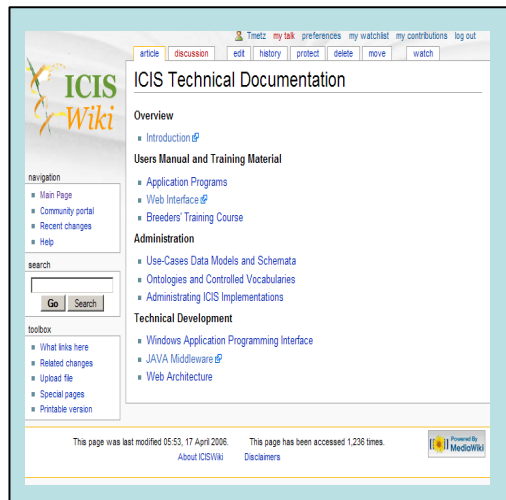 Tmetz my talk preferences my watchlist my contributions log out
article discussion edit history protect delete move watch
ICIS
Wiki
ICIS Technical Documentation
Overview
Introduction
Users Manual and Training Material
Application Programs
Web Interface
Breeders' Training Course
Administration
Use-Cases Data Models and Schemata
Ontologies and Controlled Vocabularies
Administrating ICIS Implementations
Technical Development
Windows Application Programming Interface
JAVA Middleware
Web Architecture
navigation
Main Page
Community portal
Recent changes
Help
search
Go Search
toolbox
What links here
Related changes
Upload file
Special pages
Printable version
This page was last modified 05:53, 17 April 2006. This page has been accessed 1,236 times.
About ICISWiki Disclaimers
Powered By
MediaWiki